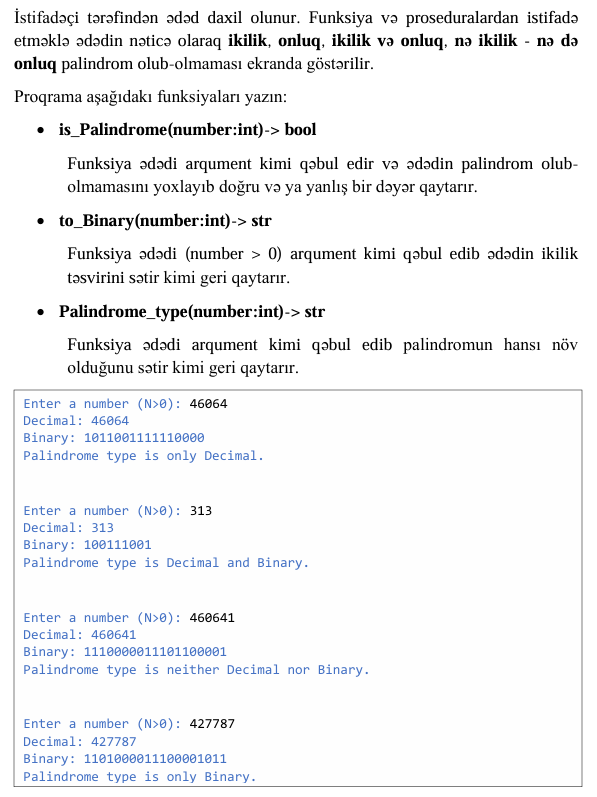 İstifadəçi tərəfindən ədəd daxil olunur. Funksiya və proseduralardan istifadə
etməklə ədədin nəticə olaraq ikilik, onluq, ikilik və onluq, nə ikilik - nə də
onluq palindrom olub-olmaması ekranda göstərilir.
Proqrama aşağıdakı funksiyaları yazın:
• is_Palindrome(number:int)-> bool
Funksiya ədədi arqument kimi qəbul edir və ədədin palindrom olub-
olmamasını yoxlayıb doğru və ya yanlış bir dəyər qaytarır.
• to_Binary(number:int)-> str
Funksiya ədədi (number > 0) arqument kimi qəbul edib ədədin ikilik
təsvirini sətir kimi geri qaytarır.
• Palindrome_type(number:int)-> str
Funksiya ədədi arqument kimi qəbul edib palindromun hansı növ
olduğunu sətir kimi geri qaytarır.
Enter a number (N>0): 46064
Decimal: 46064
Binary: 1011001111110000
Palindrome type is only Decimal.
Enter a number (N>0): 313
Decimal: 313
Binary: 100111001
Palindrome type is Decimal and Binary.
Enter a number (N>0): 460641
Decimal: 460641
Binary: 1110000011101100001
Palindrome type is neither Decimal nor Binary.
Enter a number (N>0): 427787
Decimal: 427787
Binary: 1101000011100001011
Palindrome type is only Binary.